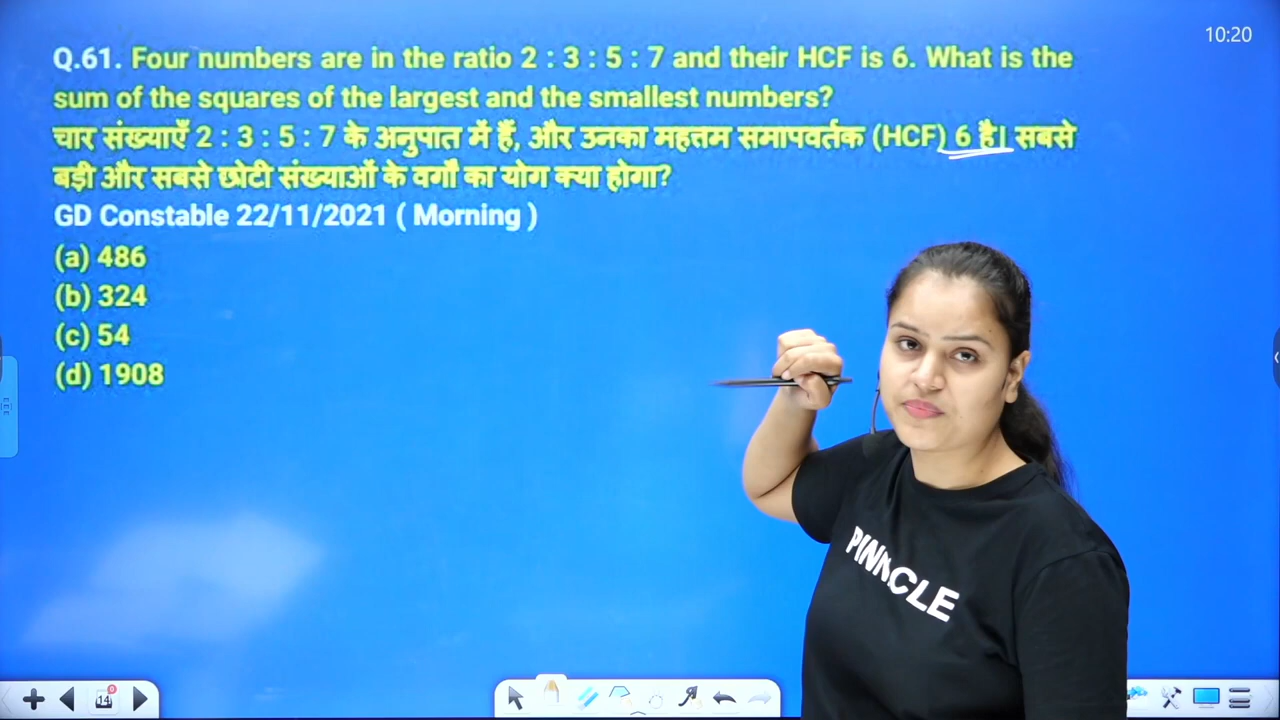 10:20
Q.61. Four numbers are in the ratio 2 : 3 : 5 : 7 and their HCF is 6. What is the
sum of the squares of the largest and the smallest numbers?
चार संख्याएँ 2 : 3 : 5 : 7 के अनुपात में हैं, और उनका महत्तम समापवर्तक (HCF) 6 है। सबसे
बड़ी और सबसे छोटी संख्याओं के वर्गों का योग क्या होगा?
GD Constable 22/11/2021 ( Morning )
(a) 486
(b) 324
(c) 54
(d) 1908
PINNACLE
14